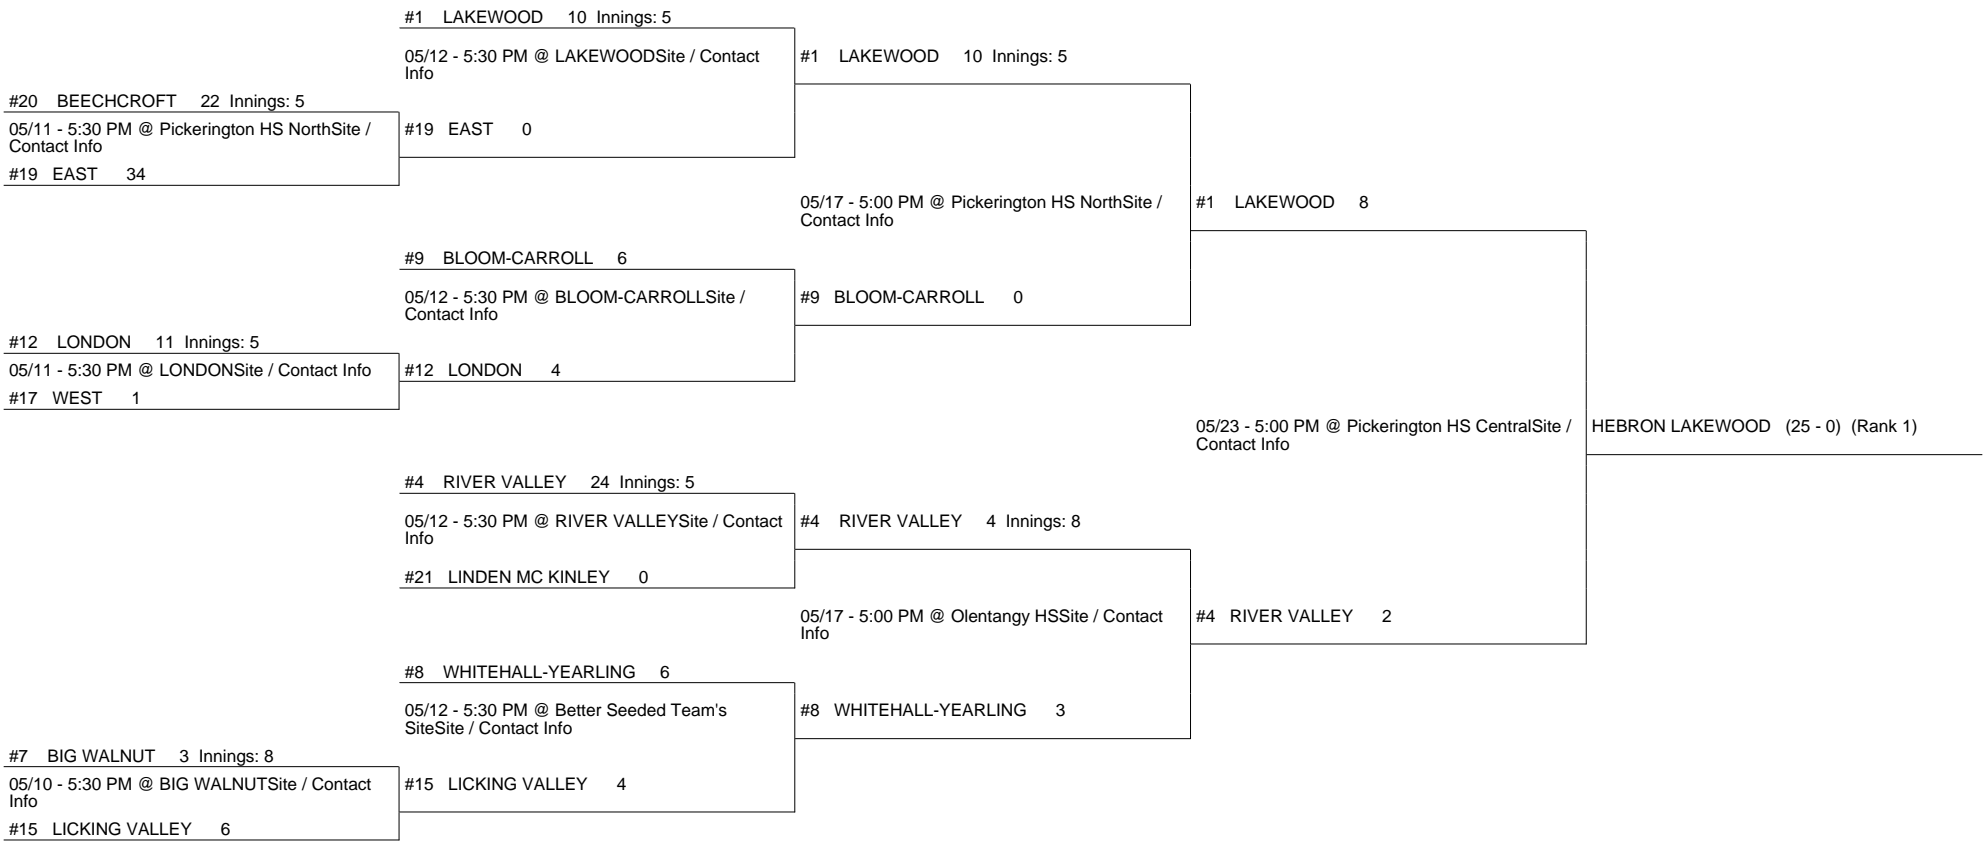 #1 LAKEWOOD 10 Innings: 5
05/12 - 5:30 PM @ LAKEWOODSite / Contact
Info
#1 LAKEWOOD 10 Innings: 5
#20 BEECHCROFT 22 Innings: 5
05/11 - 5:30 PM @ Pickerington HS NorthSite /
Contact Info
#19 EAST 0
#19 EAST 34
05/17 - 5:00 PM @ Pickerington HS NorthSite /
Contact Info
#1 LAKEWOOD 8
#9 BLOOM-CARROLL 6
05/12 - 5:30 PM @ BLOOM-CARROLLSite /
Contact Info
#9 BLOOM-CARROLL 0
#12 LONDON 11 Innings: 5
05/11 - 5:30 PM @ LONDONSite / Contact Info
#12 LONDON 4
#17 WEST 1
05/23 - 5:00 PM @ Pickerington HS CentralSite /
Contact Info
HEBRON LAKEWOOD (25 - 0) (Rank 1)
#4 RIVER VALLEY 24 Innings: 5
05/12 - 5:30 PM @ RIVER VALLEYSite / Contact
Info
#4 RIVER VALLEY 4 Innings: 8
#21 LINDEN MC KINLEY 0
05/17 - 5:00 PM @ Olentangy HSSite / Contact
Info
#4 RIVER VALLEY 2
#8 WHITEHALL-YEARLING 6
05/12 - 5:30 PM @ Better Seeded Team's
SiteSite / Contact Info
#8 WHITEHALL-YEARLING 3
#7 BIG WALNUT 3 Innings: 8
05/10 - 5:30 PM @ BIG WALNUTSite / Contact
Info
#15 LICKING VALLEY 4
#15 LICKING VALLEY 6